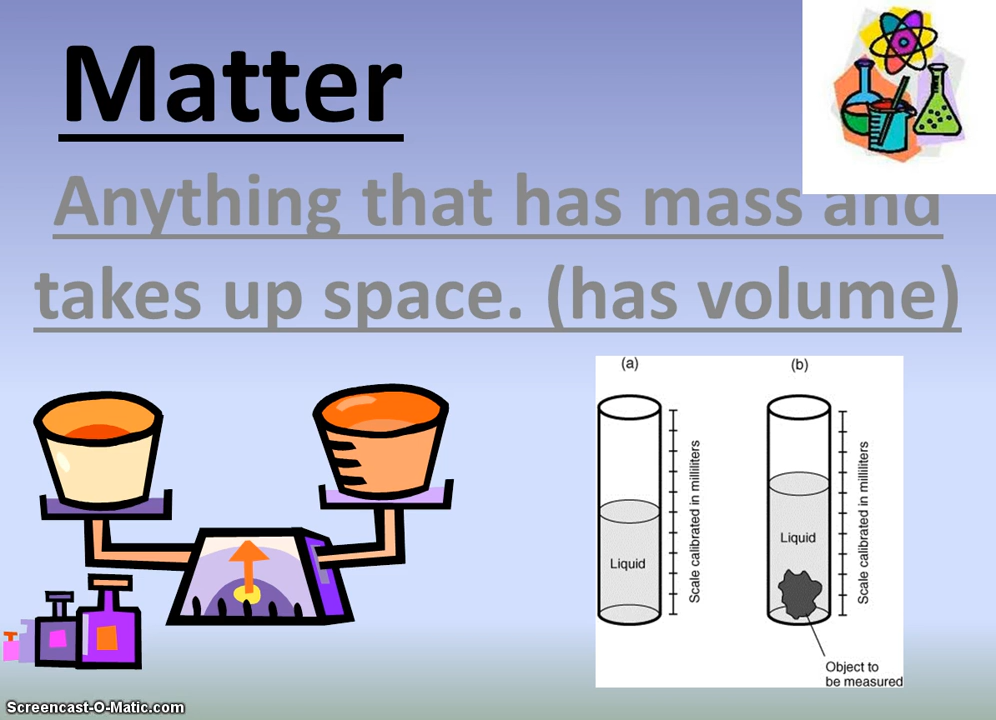 Matter
Anything that has mass and
takes up space. (has volume)
(a)
(b)
Scale calibrated in milliliters
Scale calibrated in milliliters
Liquid
Liquid
Object to
be measured
Screencast-O-Matic.com